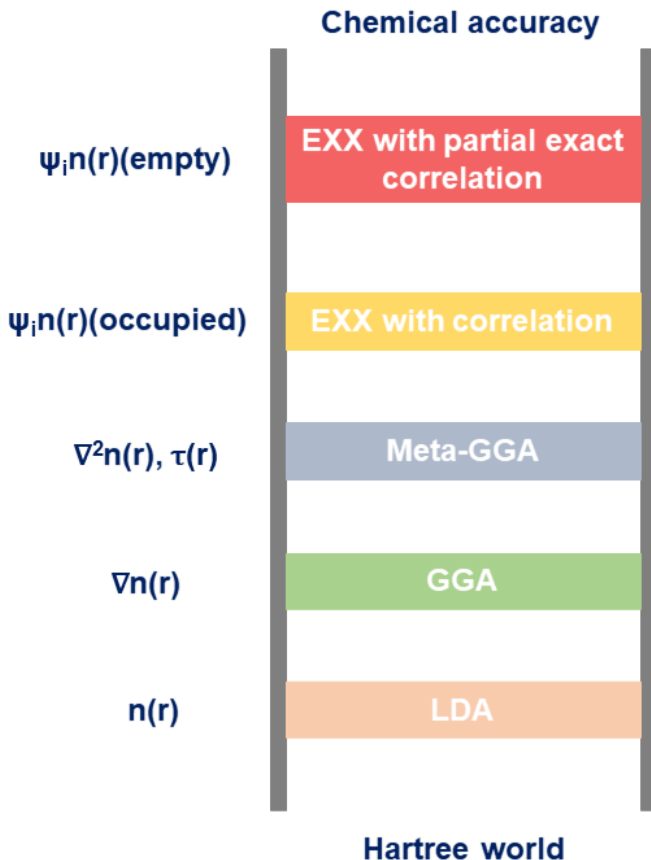 Chemical accuracy
ψᵢn(r)(empty)
EXX with partial exact
correlation
ψᵢn(r)(occupied)
EXX with correlation
∇²n(r), τ(r)
Meta-GGA
∇n(r)
GGA
n(r)
LDA
Hartree world